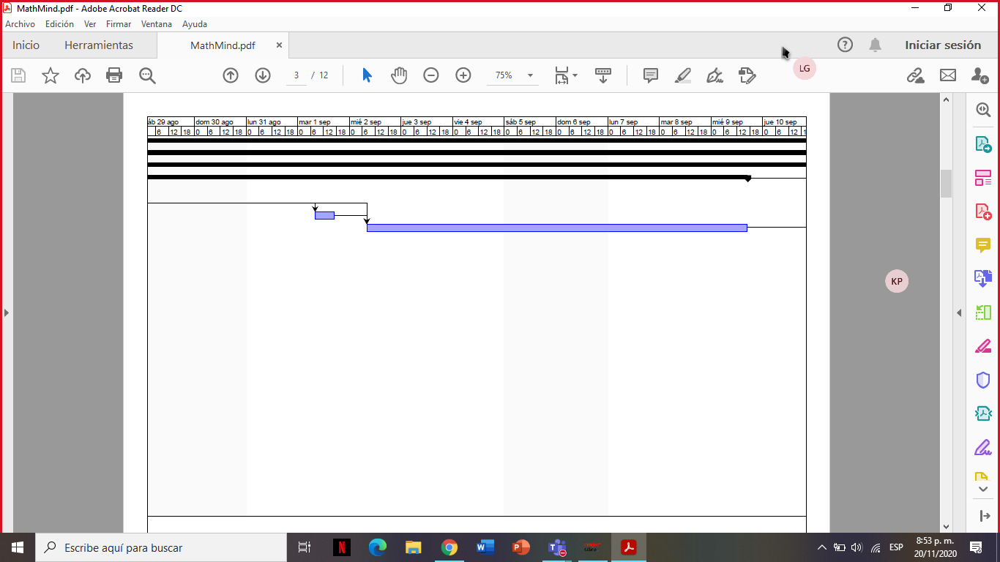 MathMind.pdf - Adobe Acrobat Reader DC
Archivo Edición Ver Firmar Ventana Ayuda
Inicio Herramientas MathMind.pdf Iniciar sesión
3 / 12 75% LG
áb 29 ago dom 30 ago lun 31 ago mar 1 sep mié 2 sep jue 3 sep vie 4 sep sáb 5 sep dom 6 sep lun 7 sep mar 8 sep mié 9 sep jue 10 sep
6 12 18 0 6 12 18 0 6 12 18 0 6 12 18 0 6 12 18 0 6 12 18 0 6 12 18 0 6 12 18 0 6 12 18 0 6 12 18 0 6 12 18 0 6 12 18 0 6 12 1
KP
Escribe aquí para buscar
ESP
8:53 p. m.
20/11/2020